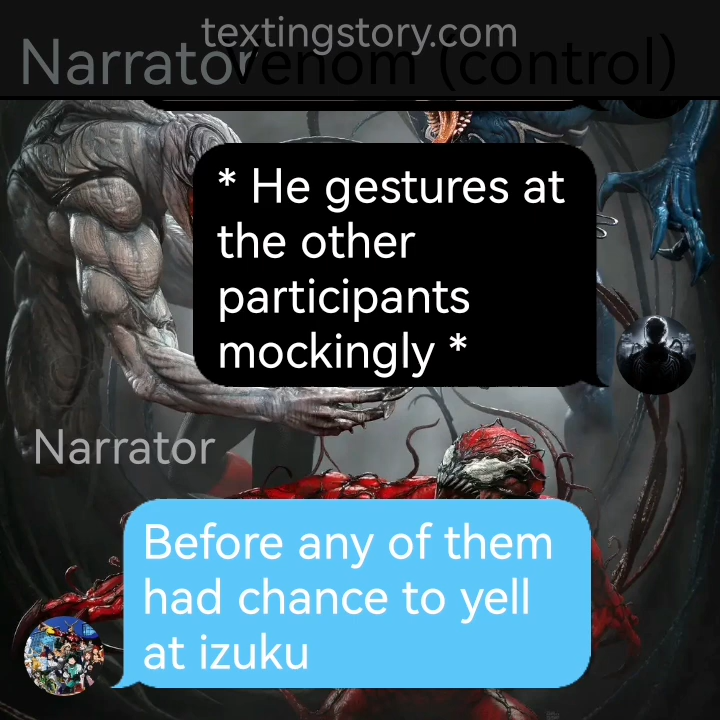 textingstory.com
Narrator
Venom (control)
* He gestures at
the other
participants
mockingly *
Narrator
Before any of them
had chance to yell
at izuku